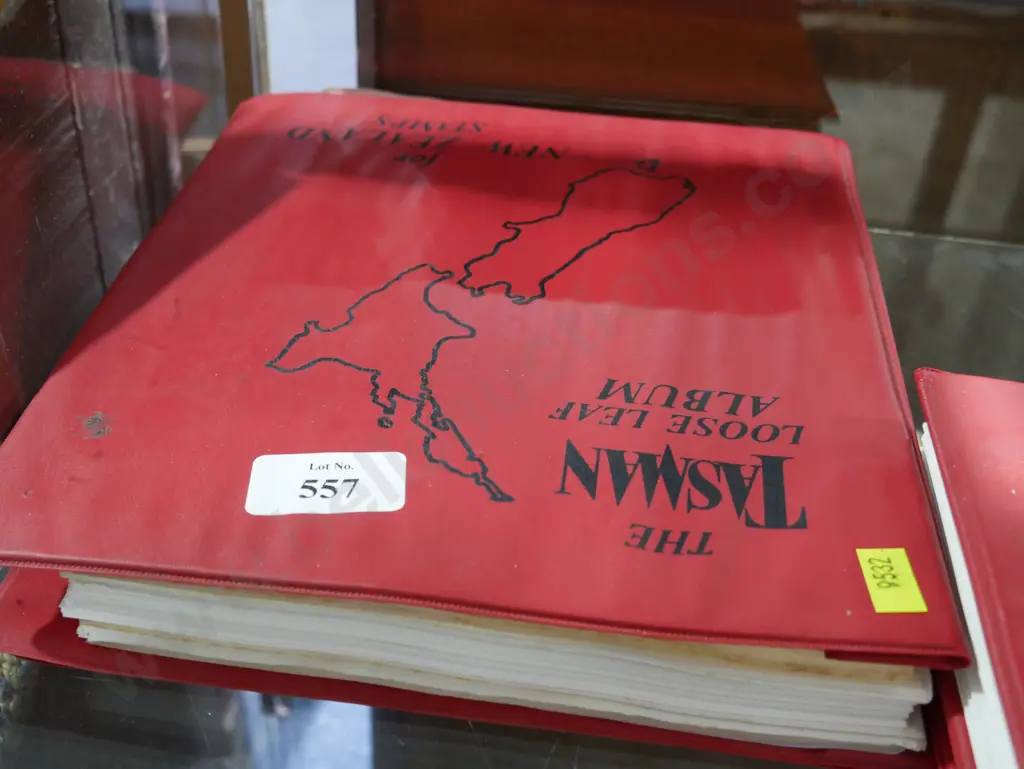 THE
TASMAN
LOOSE LEAF
ALBUM
for
NEW ZEALAND
STAMPS
Lot No.
557
9532